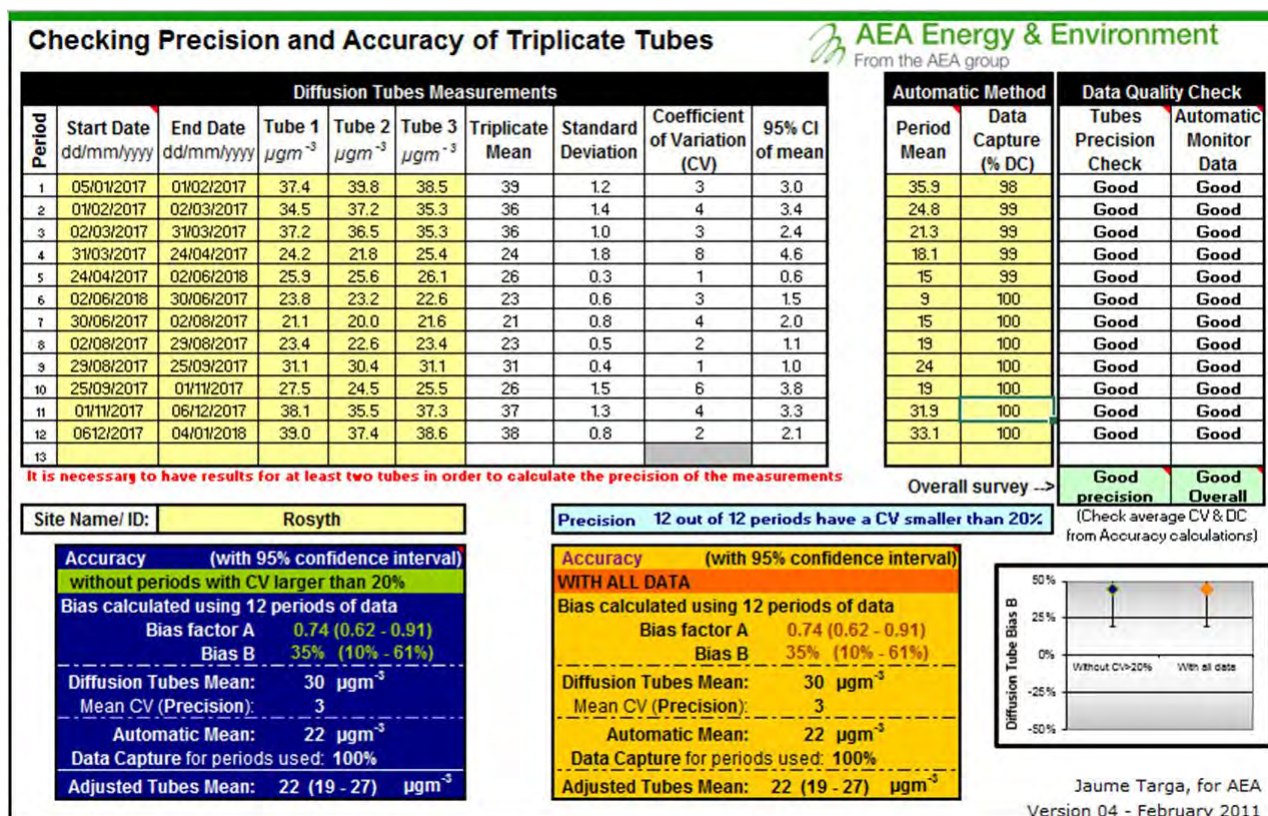 Checking Precision and Accuracy of Triplicate Tubes
AEA Energy & Environment
From the AEA group
Diffusion Tubes Measurements
Automatic Method
Data Quality Check
Period Start Date dd/mm/yyyy End Date dd/mm/yyyy Tube 1 µgm⁻³ Tube 2 µgm⁻³ Tube 3 µgm⁻³ Triplicate Mean Standard Deviation Coefficient of Variation (CV) 95% CI of mean Period Mean Data Capture (% DC) Tubes Precision Check Automatic Monitor Data
1 05/01/2017 01/02/2017 37.4 39.8 38.5 39 1.2 3 3.0 35.9 98 Good Good
2 01/02/2017 02/03/2017 34.5 37.2 35.3 36 1.4 4 3.4 24.8 99 Good Good
3 02/03/2017 31/03/2017 37.2 36.5 35.3 36 1.0 3 2.4 21.3 99 Good Good
4 31/03/2017 24/04/2017 24.2 21.8 25.4 24 1.8 8 4.6 18.1 99 Good Good
5 24/04/2017 02/06/2018 25.9 25.6 26.1 26 0.3 1 0.6 15 99 Good Good
6 02/06/2018 30/06/2017 23.8 23.2 22.6 23 0.6 3 1.5 9 100 Good Good
7 30/06/2017 02/08/2017 21.1 20.0 21.6 21 0.8 4 2.0 15 100 Good Good
8 02/08/2017 29/08/2017 23.4 22.6 23.4 23 0.5 2 1.1 19 100 Good Good
9 29/08/2017 25/09/2017 31.1 30.4 31.1 31 0.4 1 1.0 24 100 Good Good
10 25/09/2017 01/11/2017 27.5 24.5 25.5 26 1.5 6 3.8 19 100 Good Good
11 01/11/2017 06/12/2017 38.1 35.5 37.3 37 1.3 4 3.3 31.9 100 Good Good
12 0612/2017 04/01/2018 39.0 37.4 38.6 38 0.8 2 2.1 33.1 100 Good Good
13
It is necessary to have results for at least two tubes in order to calculate the precision of the measurements
Overall survey --> Good precision Good Overall
(Check average CV & DC from Accuracy calculations)
Site Name/ ID: Rosyth
Precision 12 out of 12 periods have a CV smaller than 20%
Accuracy (with 95% confidence interval)
without periods with CV larger than 20%
Bias calculated using 12 periods of data
Bias factor A 0.74 (0.62 - 0.91)
Bias B 35% (10% - 61%)
Diffusion Tubes Mean: 30 µgm⁻³
Mean CV (Precision): 3
Automatic Mean: 22 µgm⁻³
Data Capture for periods used: 100%
Adjusted Tubes Mean: 22 (19 - 27) µgm⁻³
Accuracy (with 95% confidence interval)
WITH ALL DATA
Bias calculated using 12 periods of data
Bias factor A 0.74 (0.62 - 0.91)
Bias B 35% (10% - 61%)
Diffusion Tubes Mean: 30 µgm⁻³
Mean CV (Precision): 3
Automatic Mean: 22 µgm⁻³
Data Capture for periods used: 100%
Adjusted Tubes Mean: 22 (19 - 27) µgm⁻³
Diffusion Tube Bias B
50%
25%
0%
-25%
-50%
Without CV>20% With all data
Jaume Targa, for AEA
Version 04 - February 2011